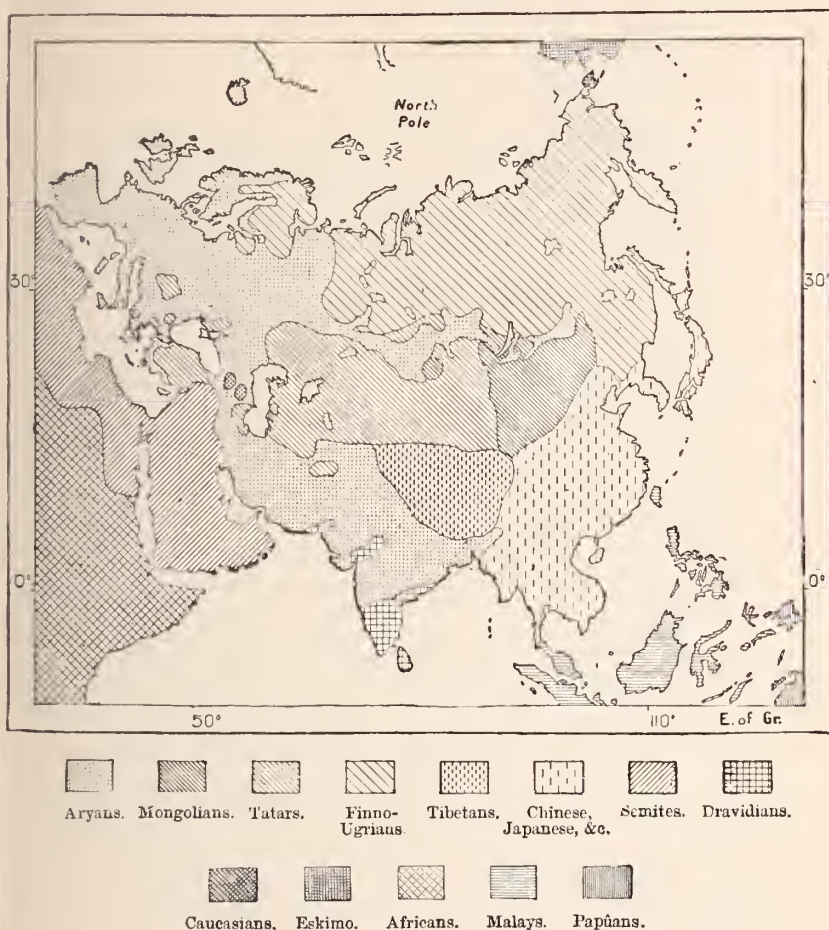 North
Pole
30° 30°
0° 0°
50° 110° E. of Gr.
Aryans. Mongolians. Tatars. Finno-Ugrians Tibetans. Chinese, Japanese, &c. Semites. Dravidians.
Caucasians. Eskimo. Africans. Malays. Papûans.